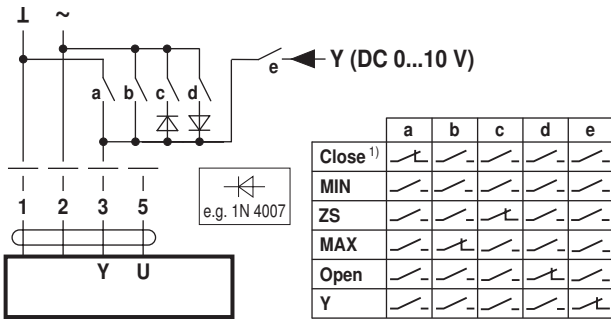 ⊥ ~
e Y (DC 0...10 V)
a b c d
1 2 3 5
e.g. 1N 4007
Y U
a b c d e
Close 1)
MIN
ZS
MAX
Open
Y